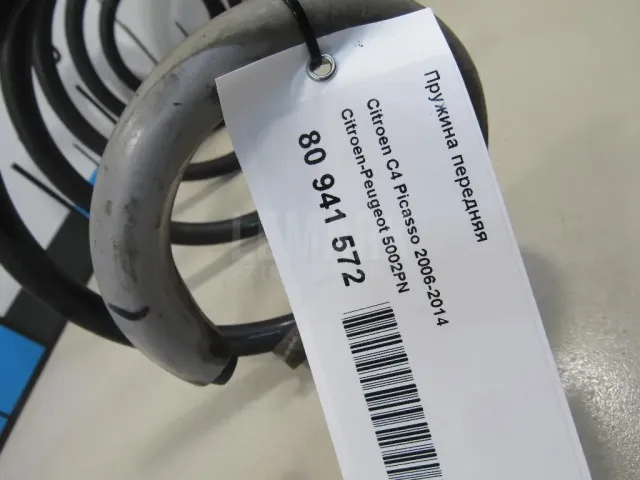 Пружина передняя
Citroen C4 Picasso 2006-2014
Citroen-Peugeot 5002PN
80 941 572